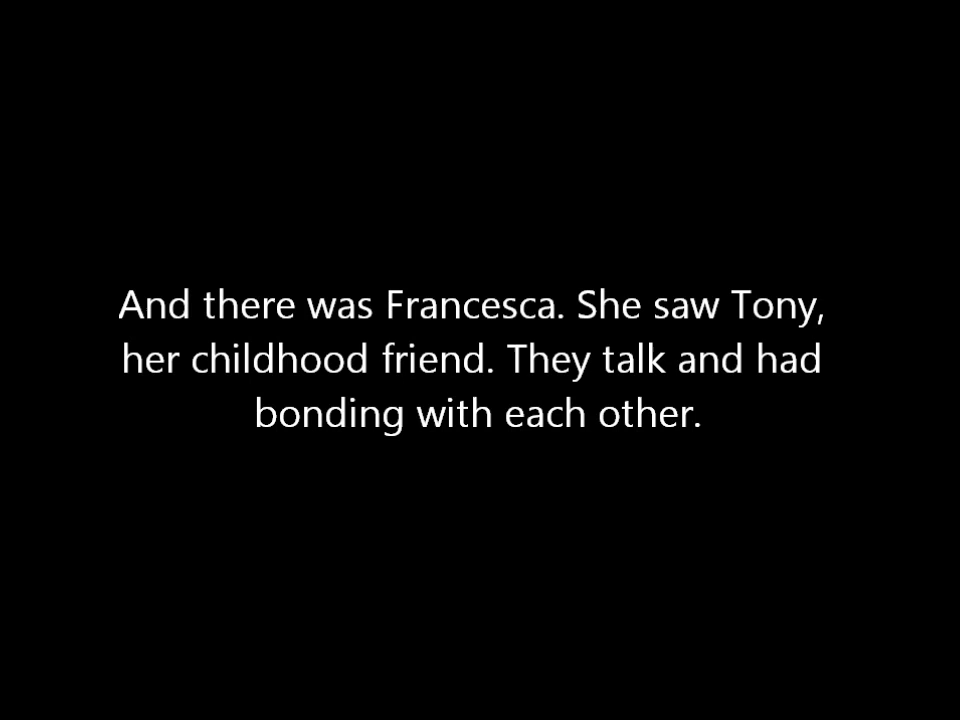 And there was Francesca. She saw Tony,
her childhood friend. They talk and had
bonding with each other.